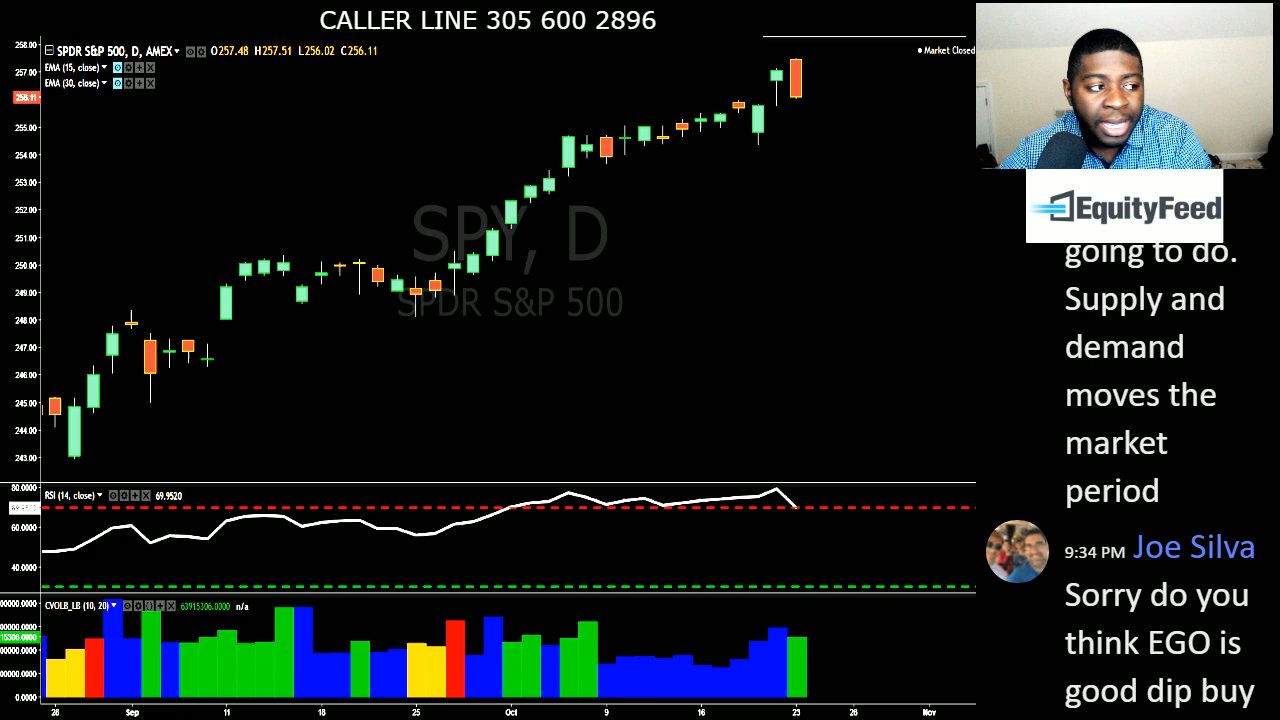 CALLER LINE 305 600 2896
SPDR S&P 500, D, AMEX O257.48 H257.51 L256.02 C256.11
Market Closed
EMA (15, close)
EMA (30, close)
258.00
257.00
256.11
255.00
254.00
253.00
252.00
251.00
250.00
249.00
248.00
247.00
246.00
245.00
244.00
243.00
SPY, D
SPDR S&P 500
RSI (14, close) 69.9520
80.0000
60.0000
40.0000
CVOLB_LB (10, 20) 63915306.0000 n/a
0.0000
28 Sep 11 18 25 Oct 9 16 23 28 Nov
EquityFeed
going to do.
Supply and
demand
moves the
market
period
9:34 PM Joe Silva
Sorry do you
think EGO is
good dip buy